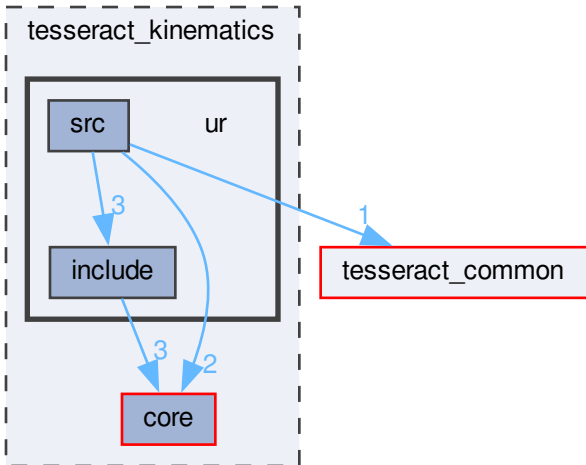 tesseract_kinematics
src
ur
3
1
include
tesseract_common
3
2
core